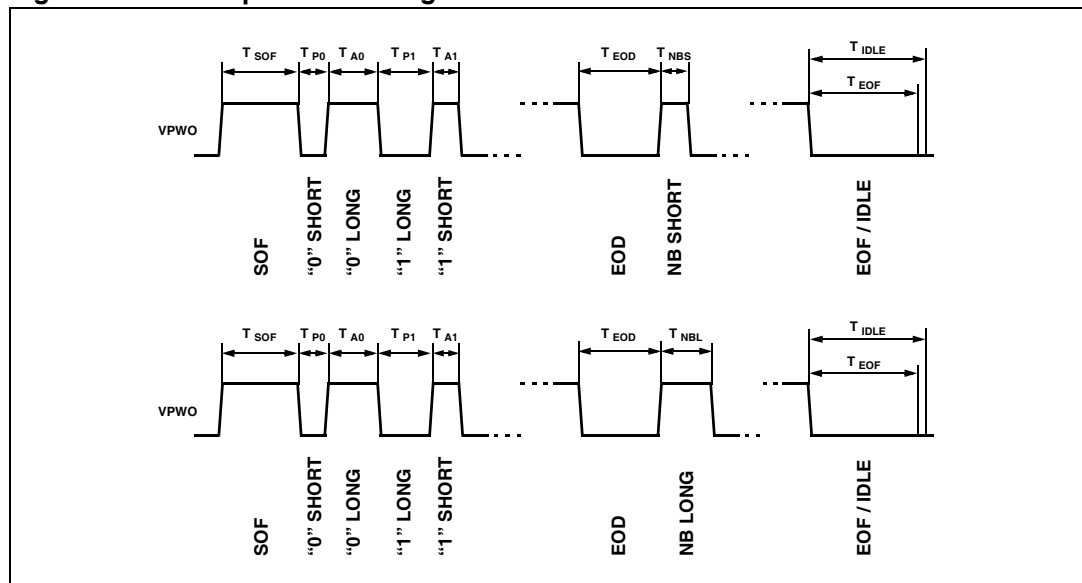 T SOF T P0 T A0 T P1 T A1 T EOD T NBS T IDLE
T EOF
VPWO
SOF
“0” SHORT
“0” LONG
“1” LONG
“1” SHORT
EOD
NB SHORT
EOF / IDLE
T SOF T P0 T A0 T P1 T A1 T EOD T NBL T IDLE
T EOF
VPWO
SOF
“0” SHORT
“0” LONG
“1” LONG
“1” SHORT
EOD
NB LONG
EOF / IDLE